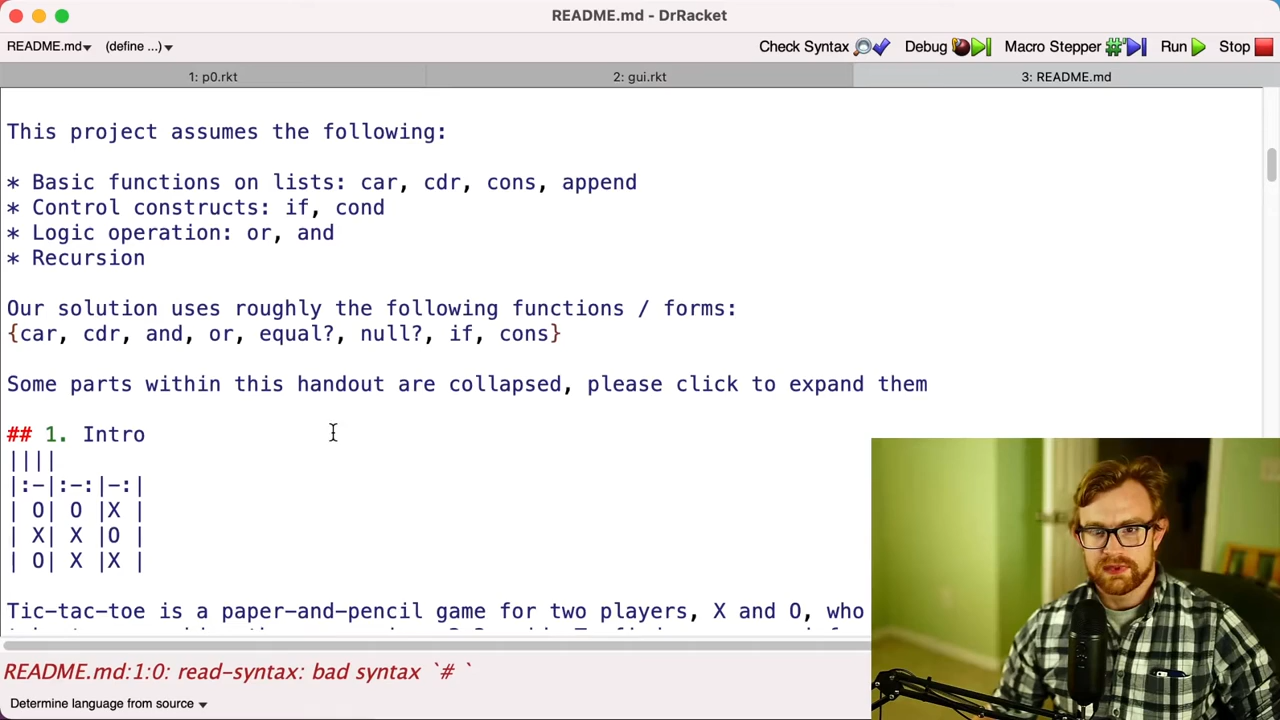 README.md - DrRacket
README.md▾ (define ...)▾ Check Syntax Debug Macro Stepper # Run Stop
1: p0.rkt 2: gui.rkt 3: README.md
This project assumes the following:
* Basic functions on lists: car, cdr, cons, append
* Control constructs: if, cond
* Logic operation: or, and
* Recursion
Our solution uses roughly the following functions / forms:
{car, cdr, and, or, equal?, null?, if, cons}
Some parts within this handout are collapsed, please click to expand them
## 1. Intro
||||
|:-|:-:|-:|
| O| O |X |
| X| X |O |
| O| X |X |
Tic-tac-toe is a paper-and-pencil game for two players, X and O, who
README.md:1:0: read-syntax: bad syntax `# `
Determine language from source ▾